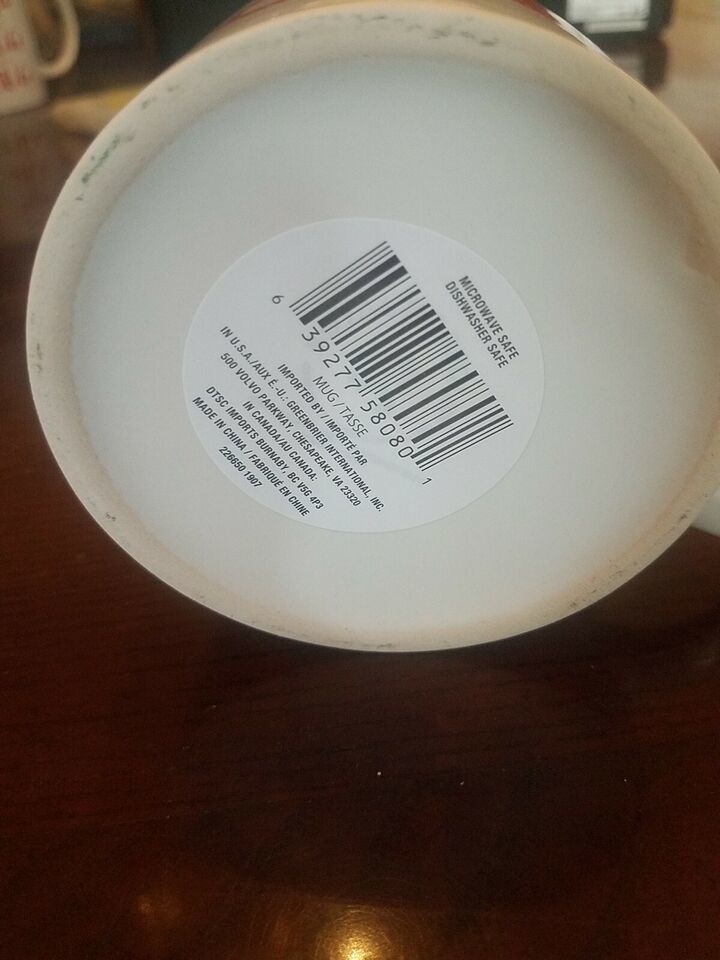 MICROWAVE SAFE
DISHWASHER SAFE
6 39277 58080 1
MUG / TASSE
IMPORTED BY / IMPORTÉ PAR
IN U.S.A./AUX É.-U.: GREENBRIER INTERNATIONAL, INC.
500 VOLVO PARKWAY, CHESAPEAKE, VA 23320
IN CANADA/AU CANADA:
DTSC IMPORTS BURNABY, BC V5G 4P3
MADE IN CHINA / FABRIQUÉ EN CHINE
226650 1907